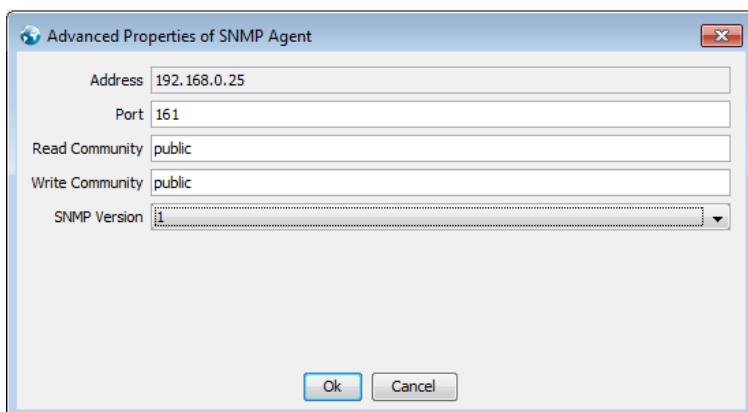 Advanced Properties of SNMP Agent
Address 192.168.0.25
Port 161
Read Community public
Write Community public
SNMP Version 1
Ok Cancel